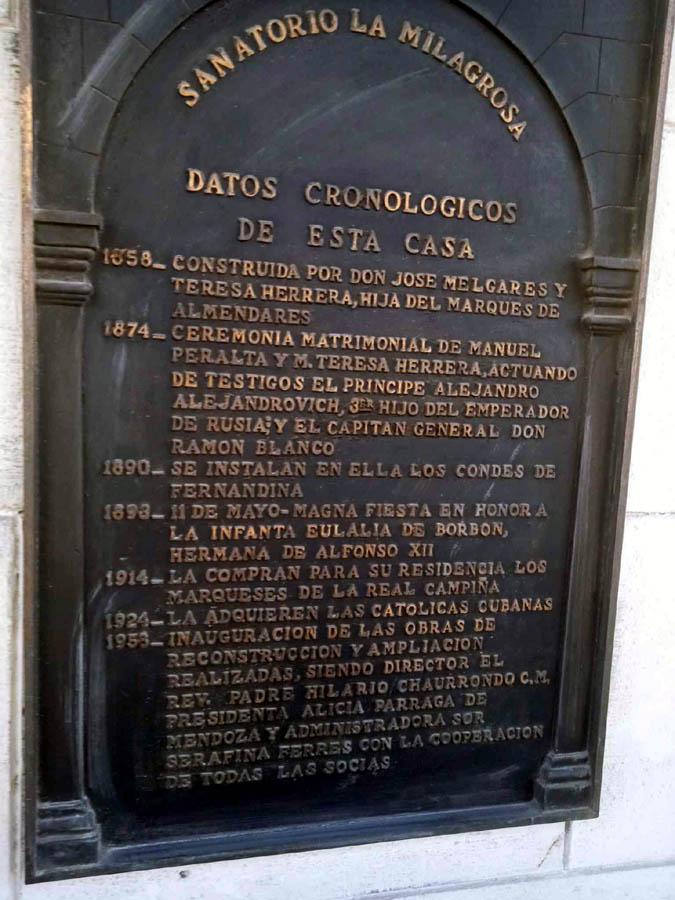 SANATORIO LA MILAGROSA
DATOS CRONOLOGICOS
DE ESTA CASA
1858_ CONSTRUIDA POR DON JOSE MELGARES Y
TERESA HERRERA, HIJA DEL MARQUES DE
ALMENDARES
1874_ CEREMONIA MATRIMONIAL DE MANUEL
PERALTA Y M. TERESA HERRERA, ACTUANDO
DE TESTIGOS EL PRINCIPE ALEJANDRO
ALEJANDROVICH, 3ER HIJO DEL EMPERADOR
DE RUSIA; Y EL CAPITAN GENERAL DON
RAMON BLANCO
1890_ SE INSTALAN EN ELLA LOS CONDES DE
FERNANDINA
1893_ 11 DE MAYO-MAGNA FIESTA EN HONOR A
LA INFANTA EULALIA DE BORBON,
HERMANA DE ALFONSO XII
1914_ LA COMPRAN PARA SU RESIDENCIA LOS
MARQUESES DE LA REAL CAMPIÑA
1924_ LA ADQUIEREN LAS CATOLICAS CUBANAS
1953_ INAUGURACION DE LAS OBRAS DE
RECONSTRUCCION Y AMPLIACION
REALIZADAS, SIENDO DIRECTOR EL
REV. PADRE HILARIO CHAURRONDO C.M.
PRESIDENTA ALICIA PARRAGA DE
MENDOZA Y ADMINISTRADORA SOR
SERAFINA FERRES CON LA COOPERACION
DE TODAS LAS SOCIAS